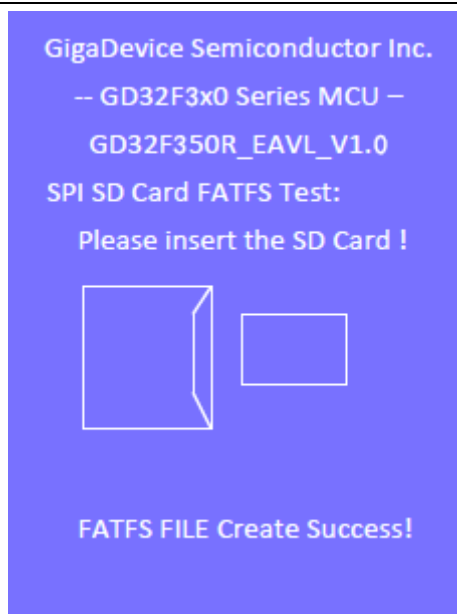 GigaDevice Semiconductor Inc.
-- GD32F3x0 Series MCU –
GD32F350R_EAVL_V1.0
SPI SD Card FATFS Test:
Please insert the SD Card !
FATFS FILE Create Success!